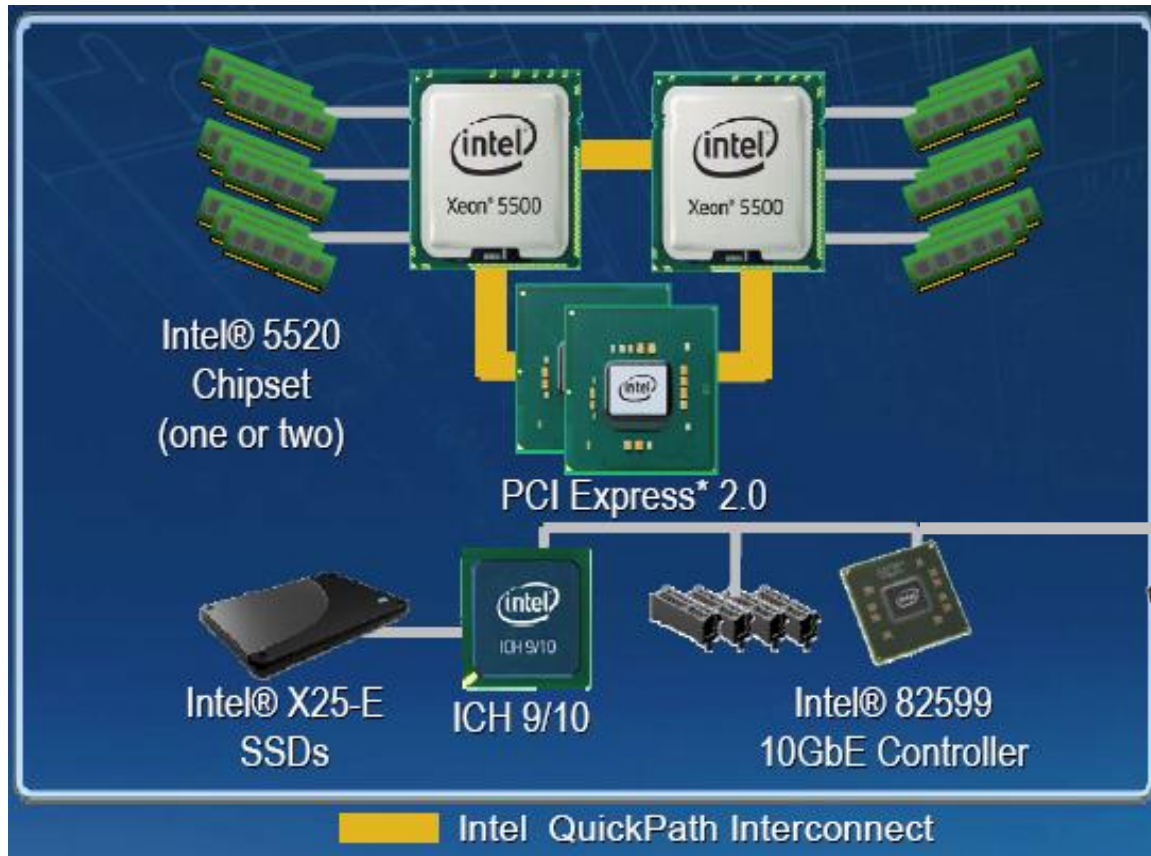 intel
Xeon® 5500
intel
Xeon® 5500
Intel® 5520
Chipset
(one or two)
intel
PCI Express* 2.0
intel
ICH 9/10
intel
Intel® X25-E
SSDs
ICH 9/10
Intel® 82599
10GbE Controller
Intel QuickPath Interconnect